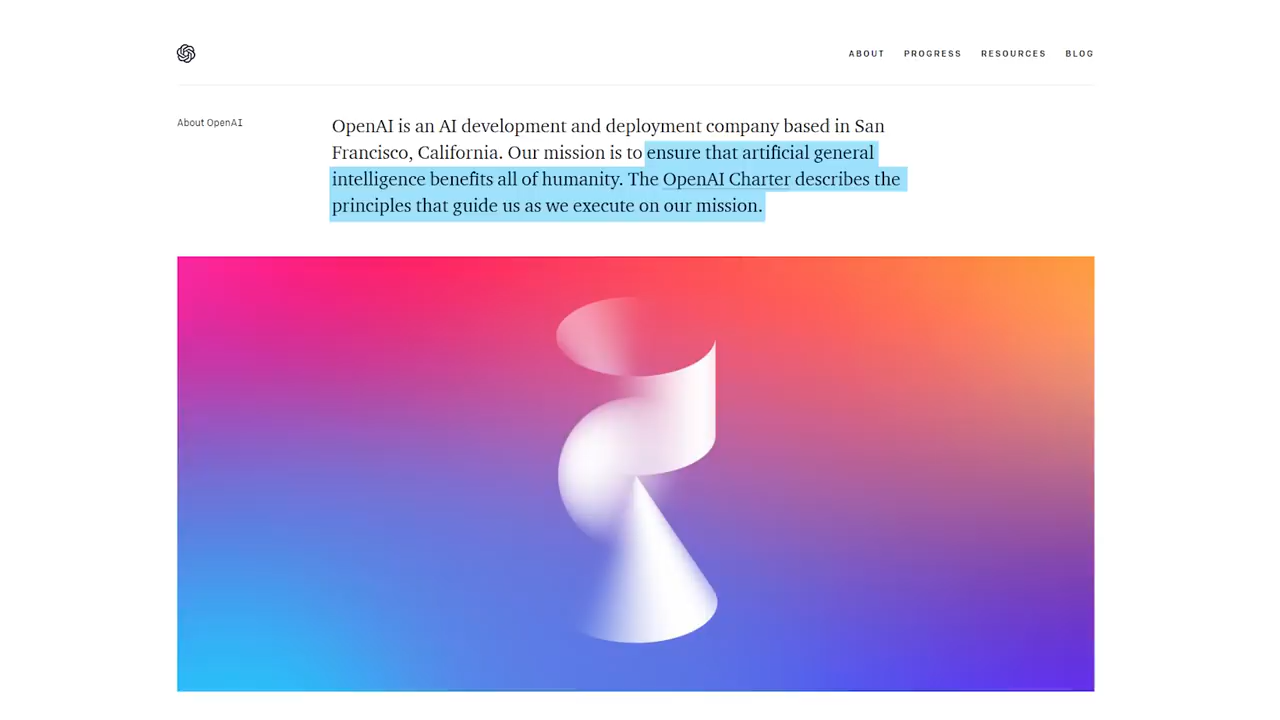 ABOUT PROGRESS RESOURCES BLOG
About OpenAI
OpenAI is an AI development and deployment company based in San
Francisco, California. Our mission is to ensure that artificial general
intelligence benefits all of humanity. The OpenAI Charter describes the
principles that guide us as we execute on our mission.